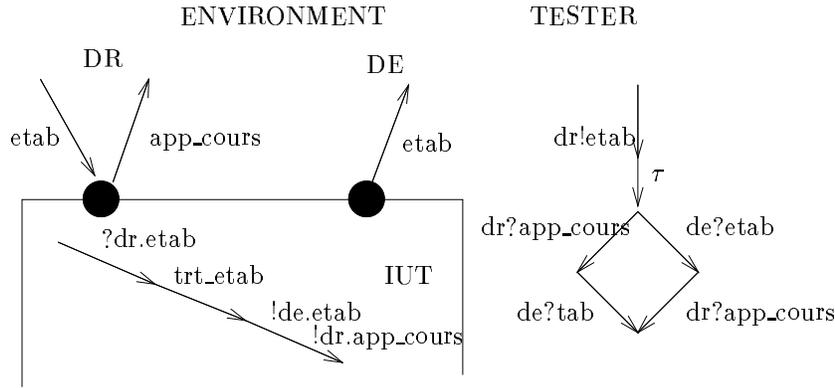 ENVIRONMENT
TESTER
DR
DE
etab
app_cours
etab
dr!etab
τ
?dr.etab
dr?app_cours
de?etab
trt_etab
IUT
!de.etab
de?tab
dr?app_cours
!dr.app_cours